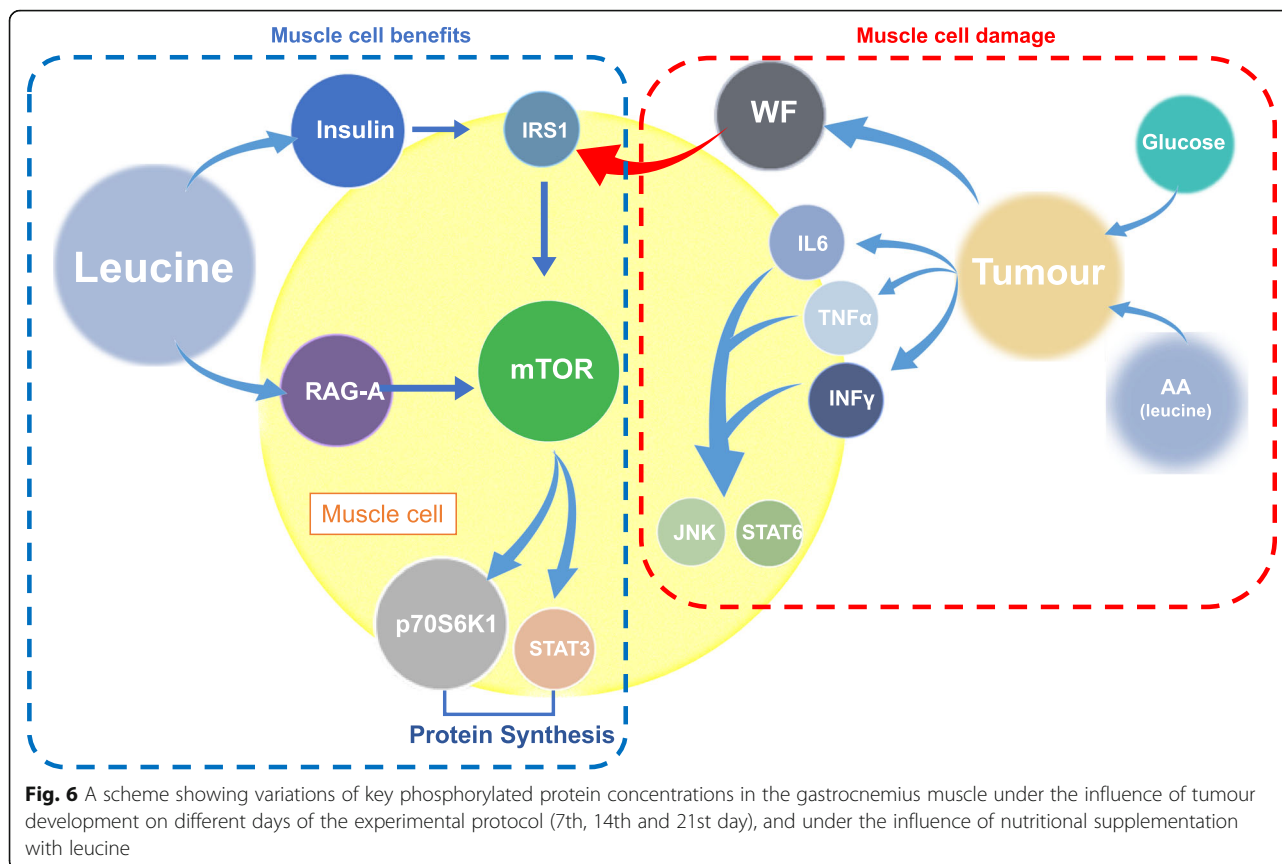 Muscle cell benefits
Muscle cell damage
Insulin
IRS1
WF
Glucose
Leucine
IL6
Tumour
TNFα
RAG-A
mTOR
INFγ
AA
(leucine)
Muscle cell
JNK
STAT6
p70S6K1
STAT3
Protein Synthesis
Fig. 6 A scheme showing variations of key phosphorylated protein concentrations in the gastrocnemius muscle under the influence of tumour
development on different days of the experimental protocol (7th, 14th and 21st day), and under the influence of nutritional supplementation
with leucine